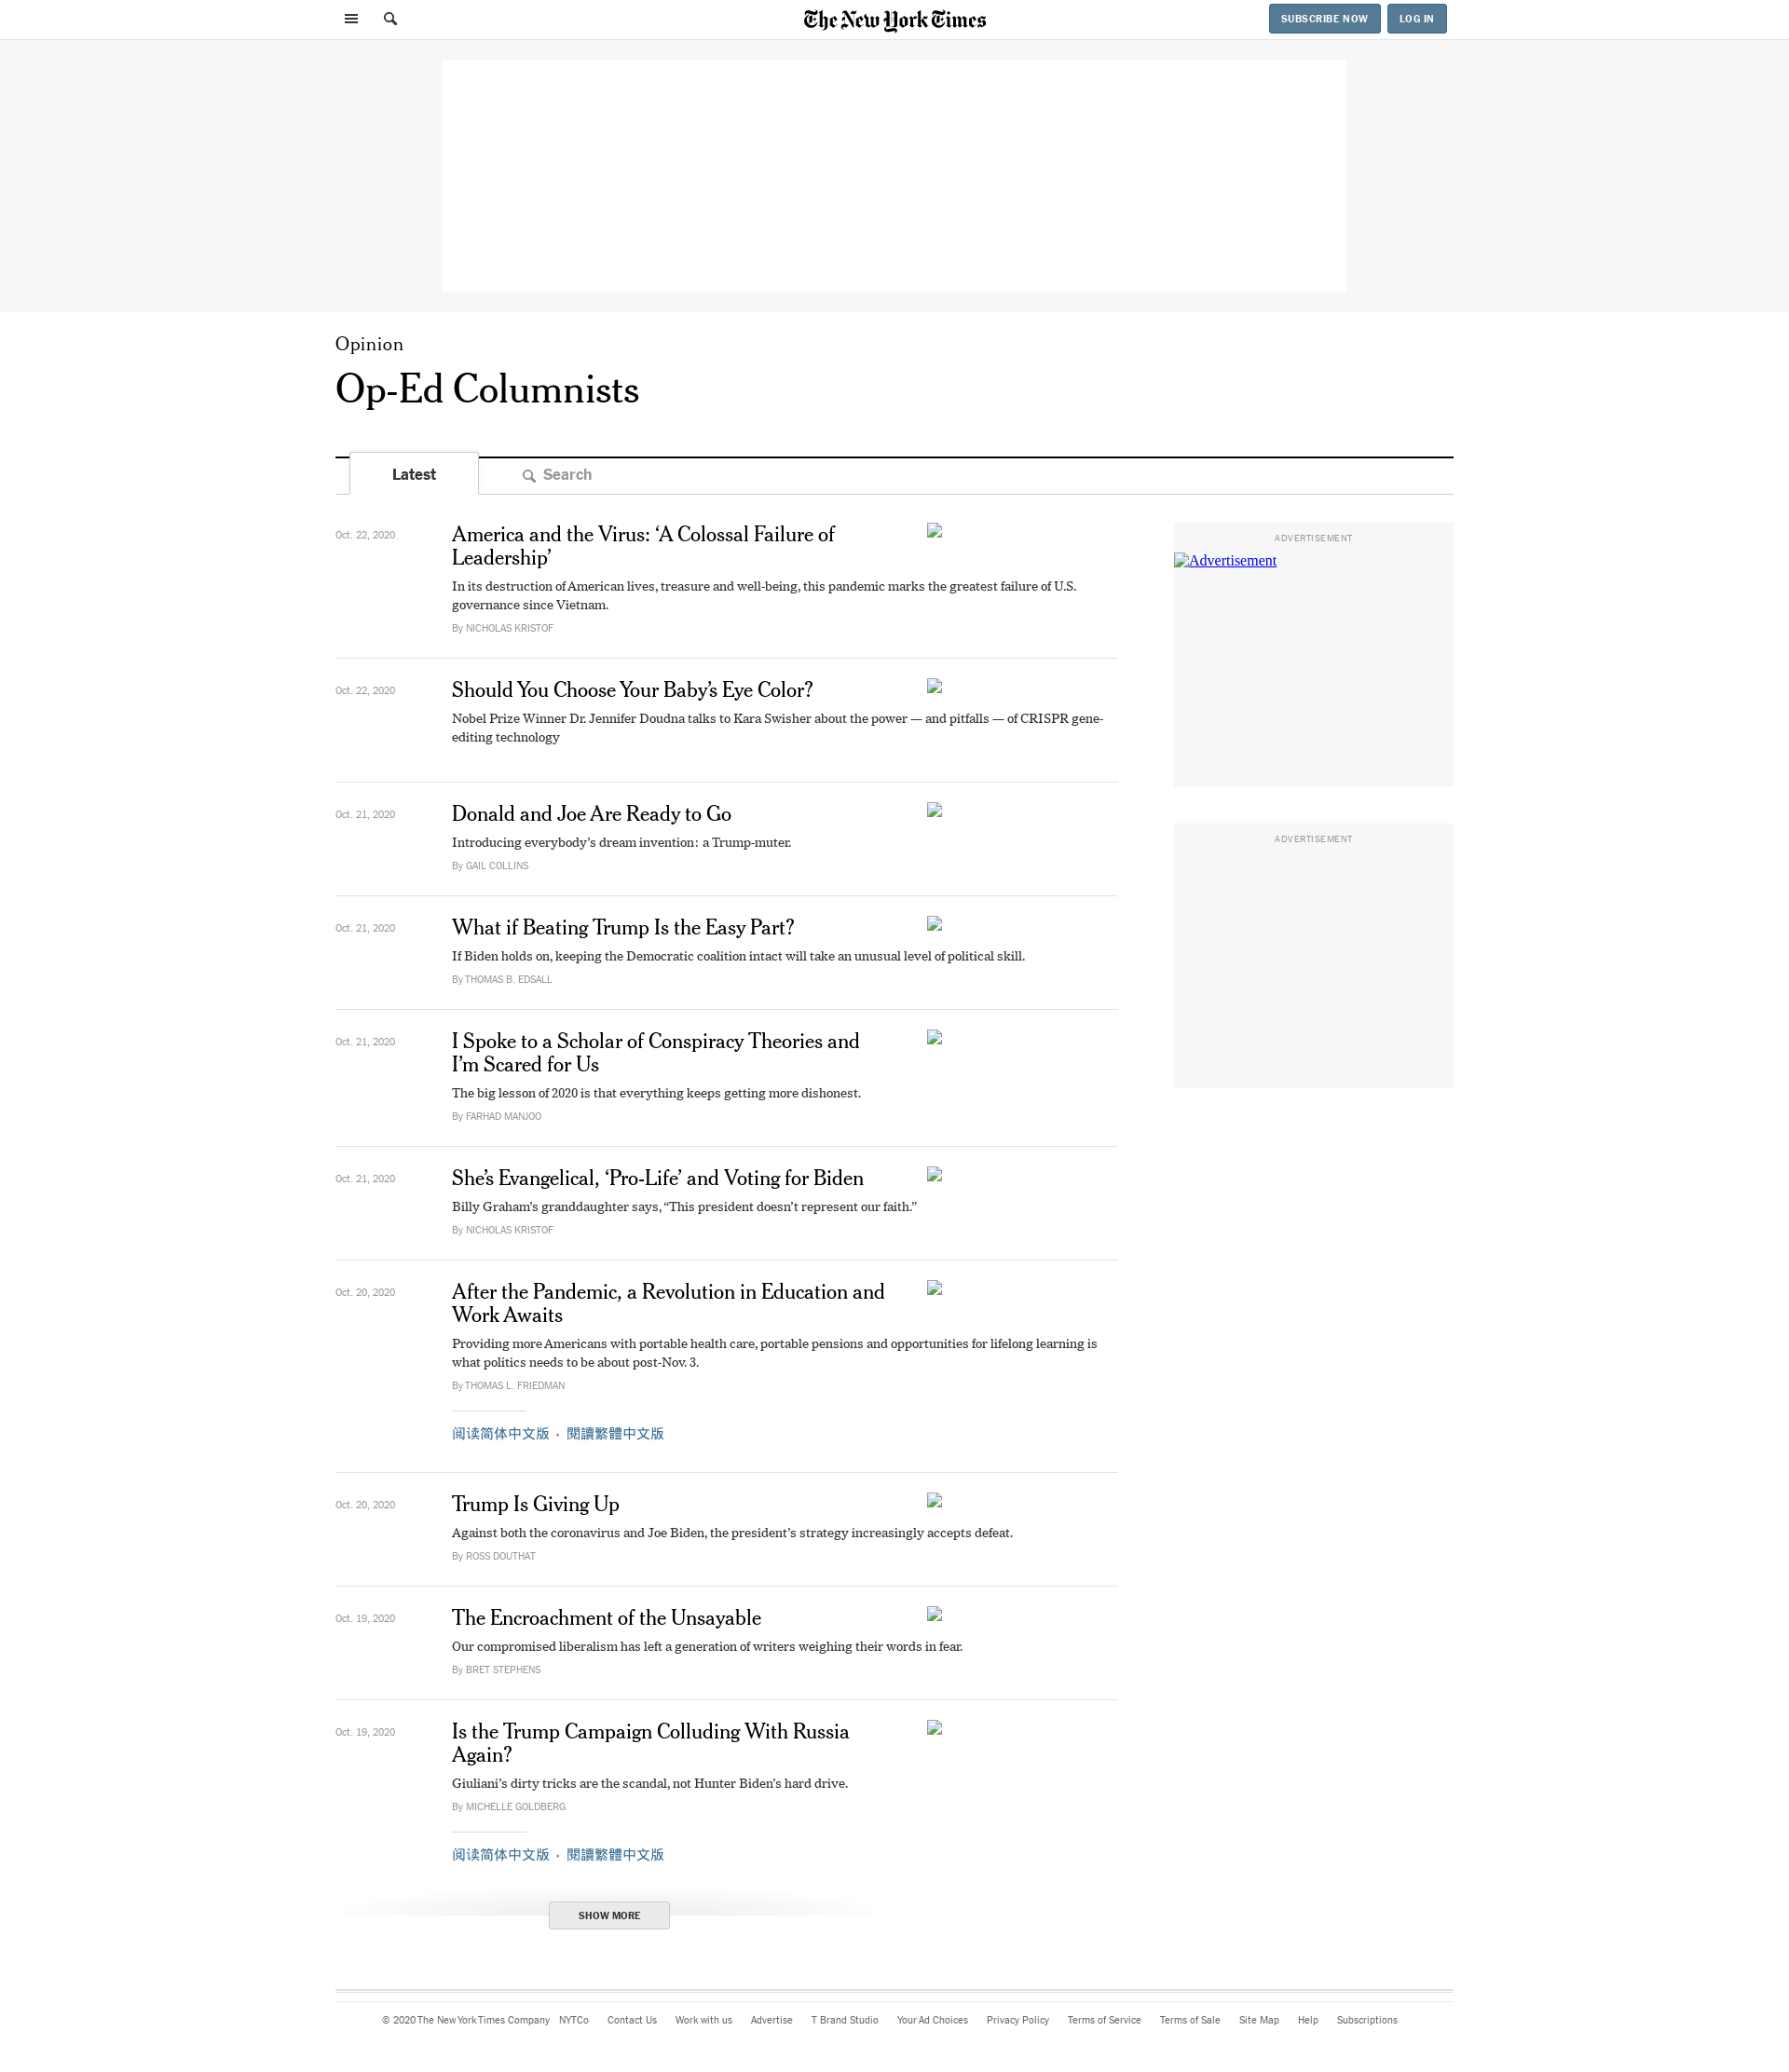 The New York Times
SUBSCRIBE NOW
LOG IN
Opinion
Op-Ed Columnists
Latest
Search
Oct. 22, 2020
America and the Virus: ‘A Colossal Failure of
Leadership’
In its destruction of American lives, treasure and well-being, this pandemic marks the greatest failure of U.S.
governance since Vietnam.
By NICHOLAS KRISTOF
Oct. 22, 2020
Should You Choose Your Baby’s Eye Color?
Nobel Prize Winner Dr. Jennifer Doudna talks to Kara Swisher about the power — and pitfalls — of CRISPR gene-
editing technology
Oct. 21, 2020
Donald and Joe Are Ready to Go
Introducing everybody’s dream invention: a Trump-muter.
By GAIL COLLINS
Oct. 21, 2020
What if Beating Trump Is the Easy Part?
If Biden holds on, keeping the Democratic coalition intact will take an unusual level of political skill.
By THOMAS B. EDSALL
Oct. 21, 2020
I Spoke to a Scholar of Conspiracy Theories and
I’m Scared for Us
The big lesson of 2020 is that everything keeps getting more dishonest.
By FARHAD MANJOO
Oct. 21, 2020
She’s Evangelical, ‘Pro-Life’ and Voting for Biden
Billy Graham’s granddaughter says, “This president doesn’t represent our faith.”
By NICHOLAS KRISTOF
Oct. 20, 2020
After the Pandemic, a Revolution in Education and
Work Awaits
Providing more Americans with portable health care, portable pensions and opportunities for lifelong learning is
what politics needs to be about post-Nov. 3.
By THOMAS L. FRIEDMAN
阅读简体中文版 • 閱讀繁體中文版
Oct. 20, 2020
Trump Is Giving Up
Against both the coronavirus and Joe Biden, the president’s strategy increasingly accepts defeat.
By ROSS DOUTHAT
Oct. 19, 2020
The Encroachment of the Unsayable
Our compromised liberalism has left a generation of writers weighing their words in fear.
By BRET STEPHENS
Oct. 19, 2020
Is the Trump Campaign Colluding With Russia
Again?
Giuliani’s dirty tricks are the scandal, not Hunter Biden’s hard drive.
By MICHELLE GOLDBERG
阅读简体中文版 • 閱讀繁體中文版
SHOW MORE
ADVERTISEMENT
Advertisement
ADVERTISEMENT
© 2020 The New York Times Company NYTCo Contact Us Work with us Advertise T Brand Studio Your Ad Choices Privacy Policy Terms of Service Terms of Sale Site Map Help Subscriptions